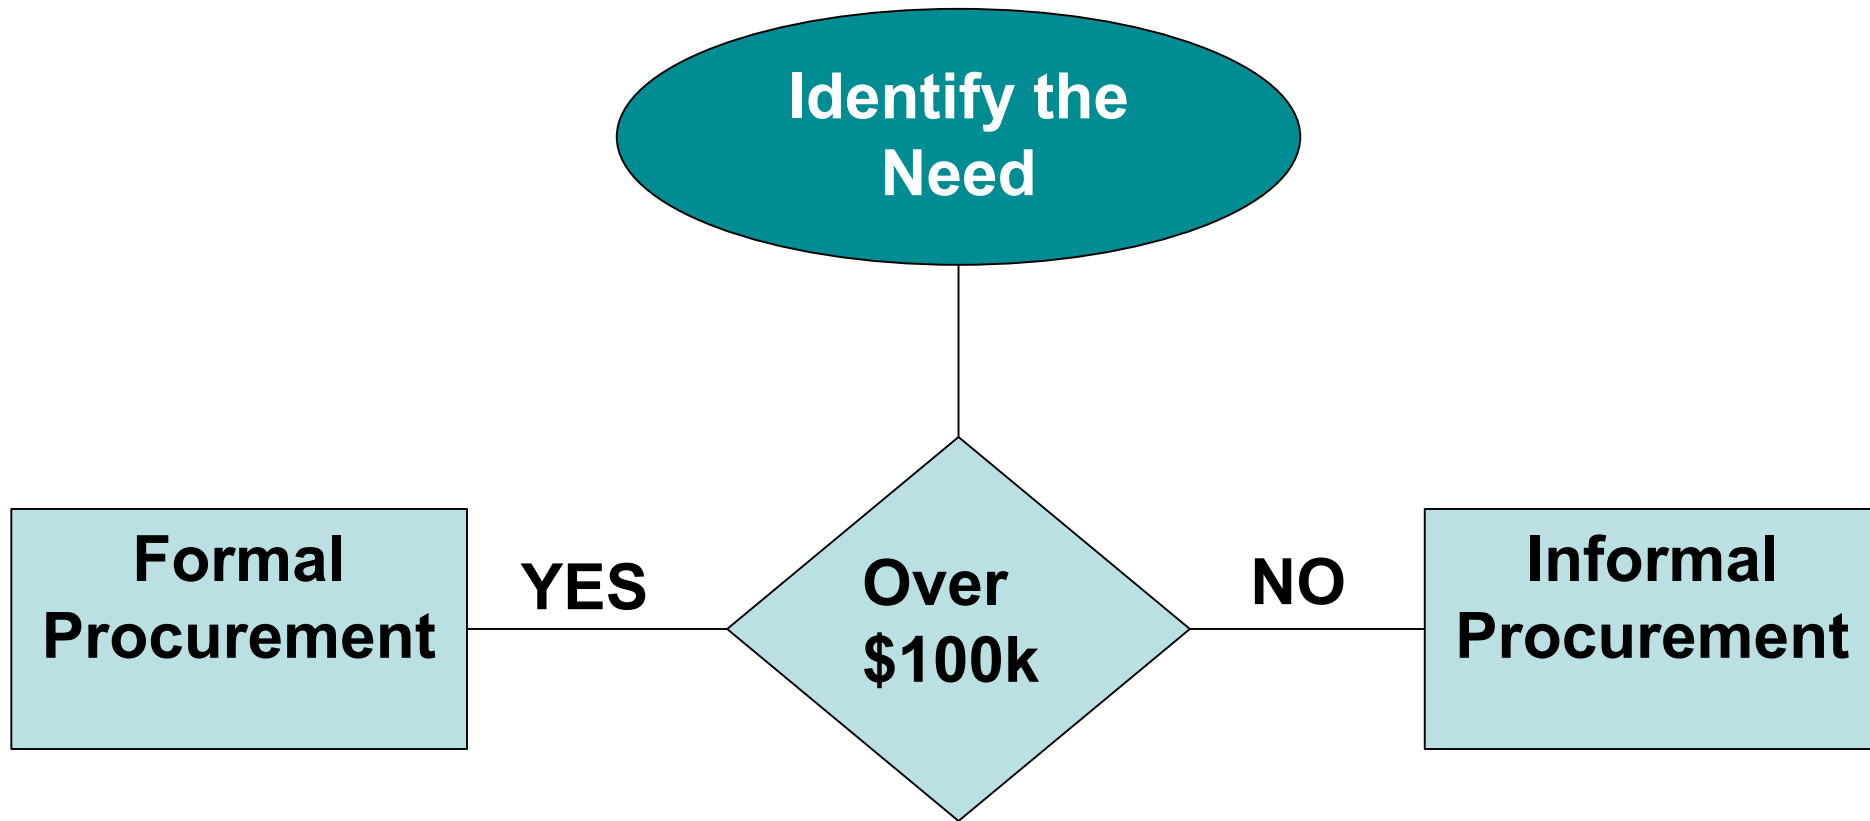 Identify the
Need
Formal
Procurement
YES
Over
$100k
NO
Informal
Procurement